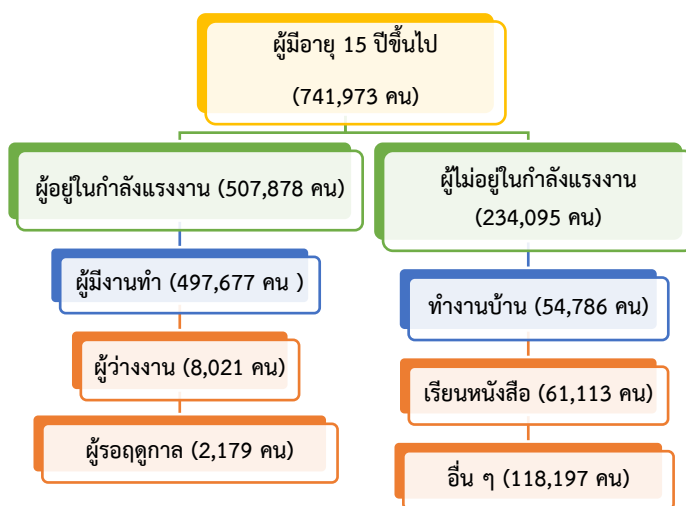 ผู้มีอายุ 15 ปีขึ้นไป
(741,973 คน)
ผู้อยู่ในกำลังแรงงาน (507,878 คน)
ผู้ไม่อยู่ในกำลังแรงงาน
(234,095 คน)
ผู้มีงานทำ (497,677 คน )
ทำงานบ้าน (54,786 คน)
ผู้ว่างงาน (8,021 คน)
เรียนหนังสือ (61,113 คน)
ผู้รอฤดูกาล (2,179 คน)
อื่น ๆ (118,197 คน)